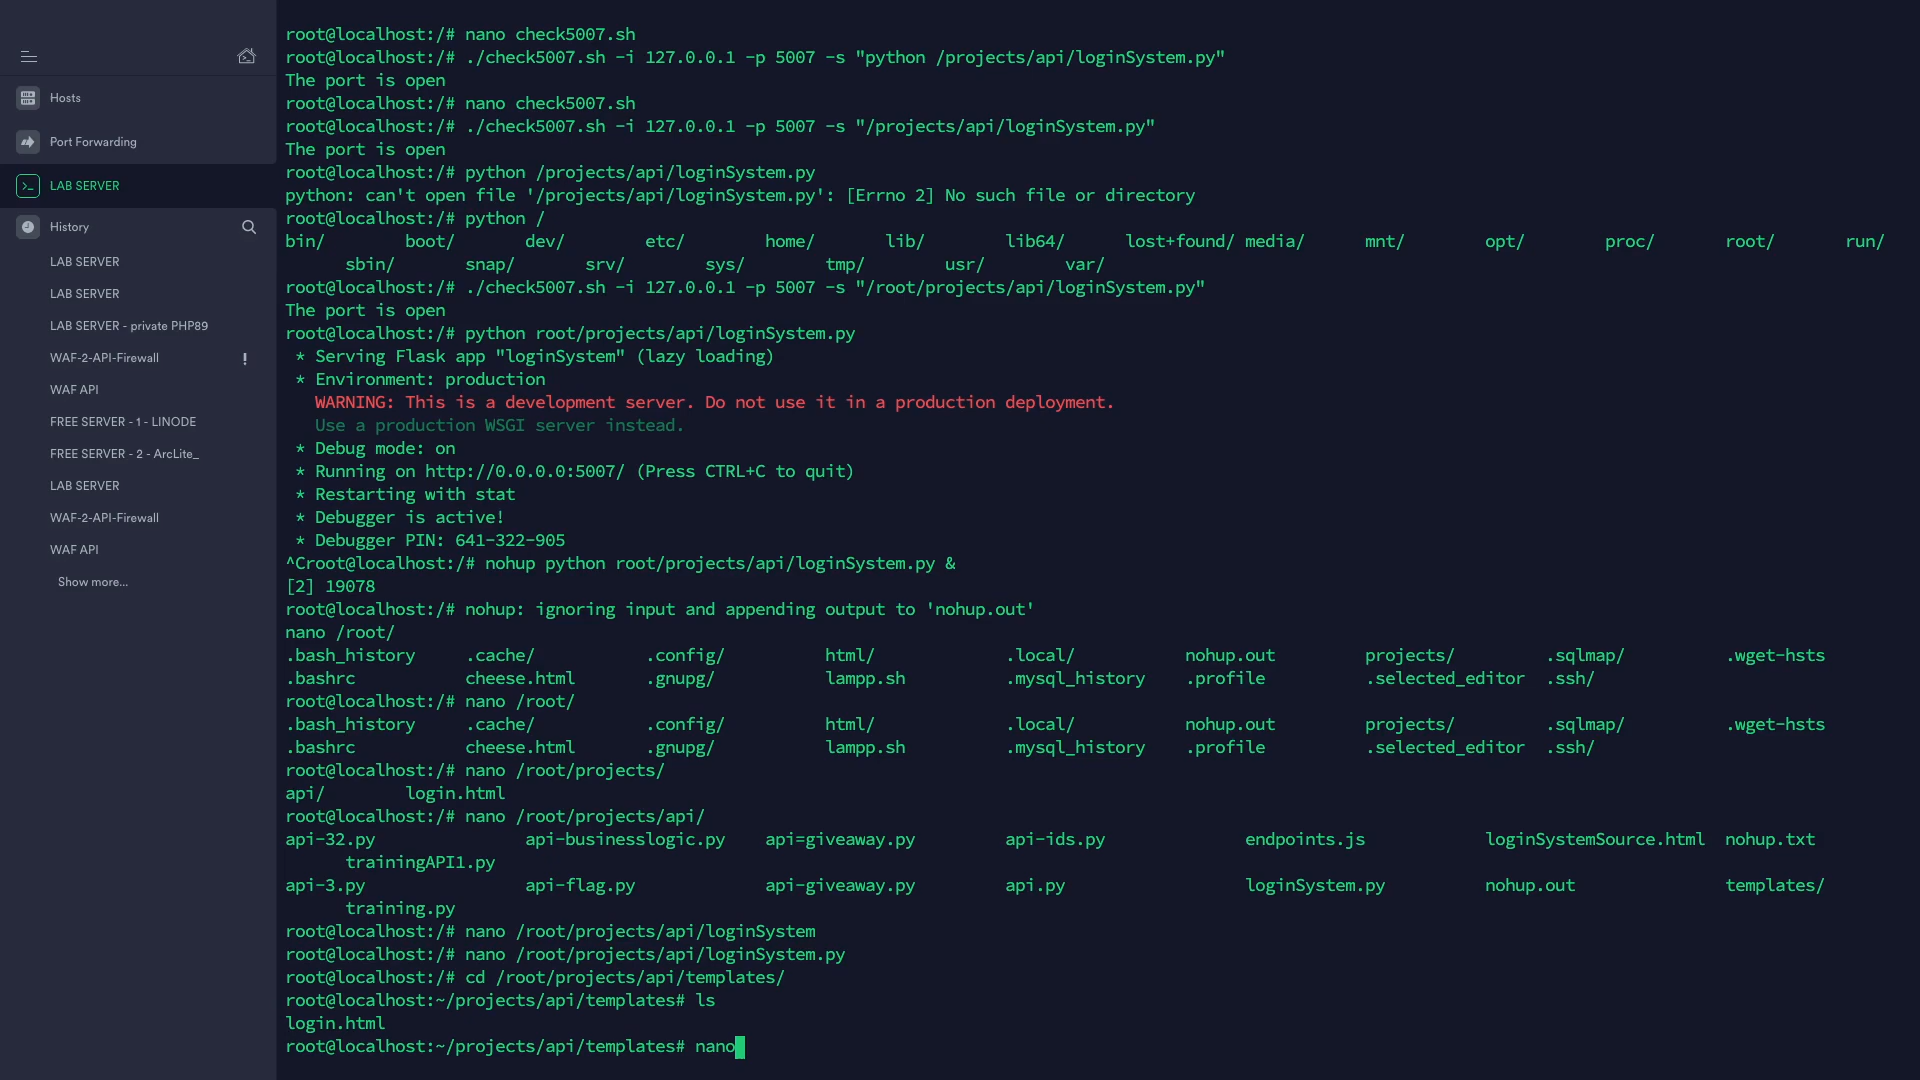 Hosts
Port Forwarding
LAB SERVER
History
LAB SERVER
LAB SERVER
LAB SERVER - private PHP89
WAF-2-API-Firewall !
WAF API
FREE SERVER - 1 - LINODE
FREE SERVER - 2 - ArcLite_
LAB SERVER
WAF-2-API-Firewall
WAF API
Show more...
root@localhost:/# nano check5007.sh
root@localhost:/# ./check5007.sh -i 127.0.0.1 -p 5007 -s "python /projects/api/loginSystem.py"
The port is open
root@localhost:/# nano check5007.sh
root@localhost:/# ./check5007.sh -i 127.0.0.1 -p 5007 -s "/projects/api/loginSystem.py"
The port is open
root@localhost:/# python /projects/api/loginSystem.py
python: can't open file '/projects/api/loginSystem.py': [Errno 2] No such file or directory
root@localhost:/# python /
bin/ boot/ dev/ etc/ home/ lib/ lib64/ lost+found/ media/ mnt/ opt/ proc/ root/ run/
sbin/ snap/ srv/ sys/ tmp/ usr/ var/
root@localhost:/# ./check5007.sh -i 127.0.0.1 -p 5007 -s "/root/projects/api/loginSystem.py"
The port is open
root@localhost:/# python root/projects/api/loginSystem.py
* Serving Flask app "loginSystem" (lazy loading)
* Environment: production
WARNING: This is a development server. Do not use it in a production deployment.
Use a production WSGI server instead.
* Debug mode: on
* Running on http://0.0.0.0:5007/ (Press CTRL+C to quit)
* Restarting with stat
* Debugger is active!
* Debugger PIN: 641-322-905
^Croot@localhost:/# nohup python root/projects/api/loginSystem.py &
[2] 19078
root@localhost:/# nohup: ignoring input and appending output to 'nohup.out'
nano /root/
.bash_history .cache/ .config/ html/ .local/ nohup.out projects/ .sqlmap/ .wget-hsts
.bashrc cheese.html .gnupg/ lampp.sh .mysql_history .profile .selected_editor .ssh/
root@localhost:/# nano /root/
.bash_history .cache/ .config/ html/ .local/ nohup.out projects/ .sqlmap/ .wget-hsts
.bashrc cheese.html .gnupg/ lampp.sh .mysql_history .profile .selected_editor .ssh/
root@localhost:/# nano /root/projects/
api/ login.html
root@localhost:/# nano /root/projects/api/
api-32.py api-businesslogic.py api=giveaway.py api-ids.py endpoints.js loginSystemSource.html nohup.txt
trainingAPI1.py
api-3.py api-flag.py api-giveaway.py api.py loginSystem.py nohup.out templates/
training.py
root@localhost:/# nano /root/projects/api/loginSystem
root@localhost:/# nano /root/projects/api/loginSystem.py
root@localhost:/# cd /root/projects/api/templates/
root@localhost:~/projects/api/templates# ls
login.html
root@localhost:~/projects/api/templates# nano